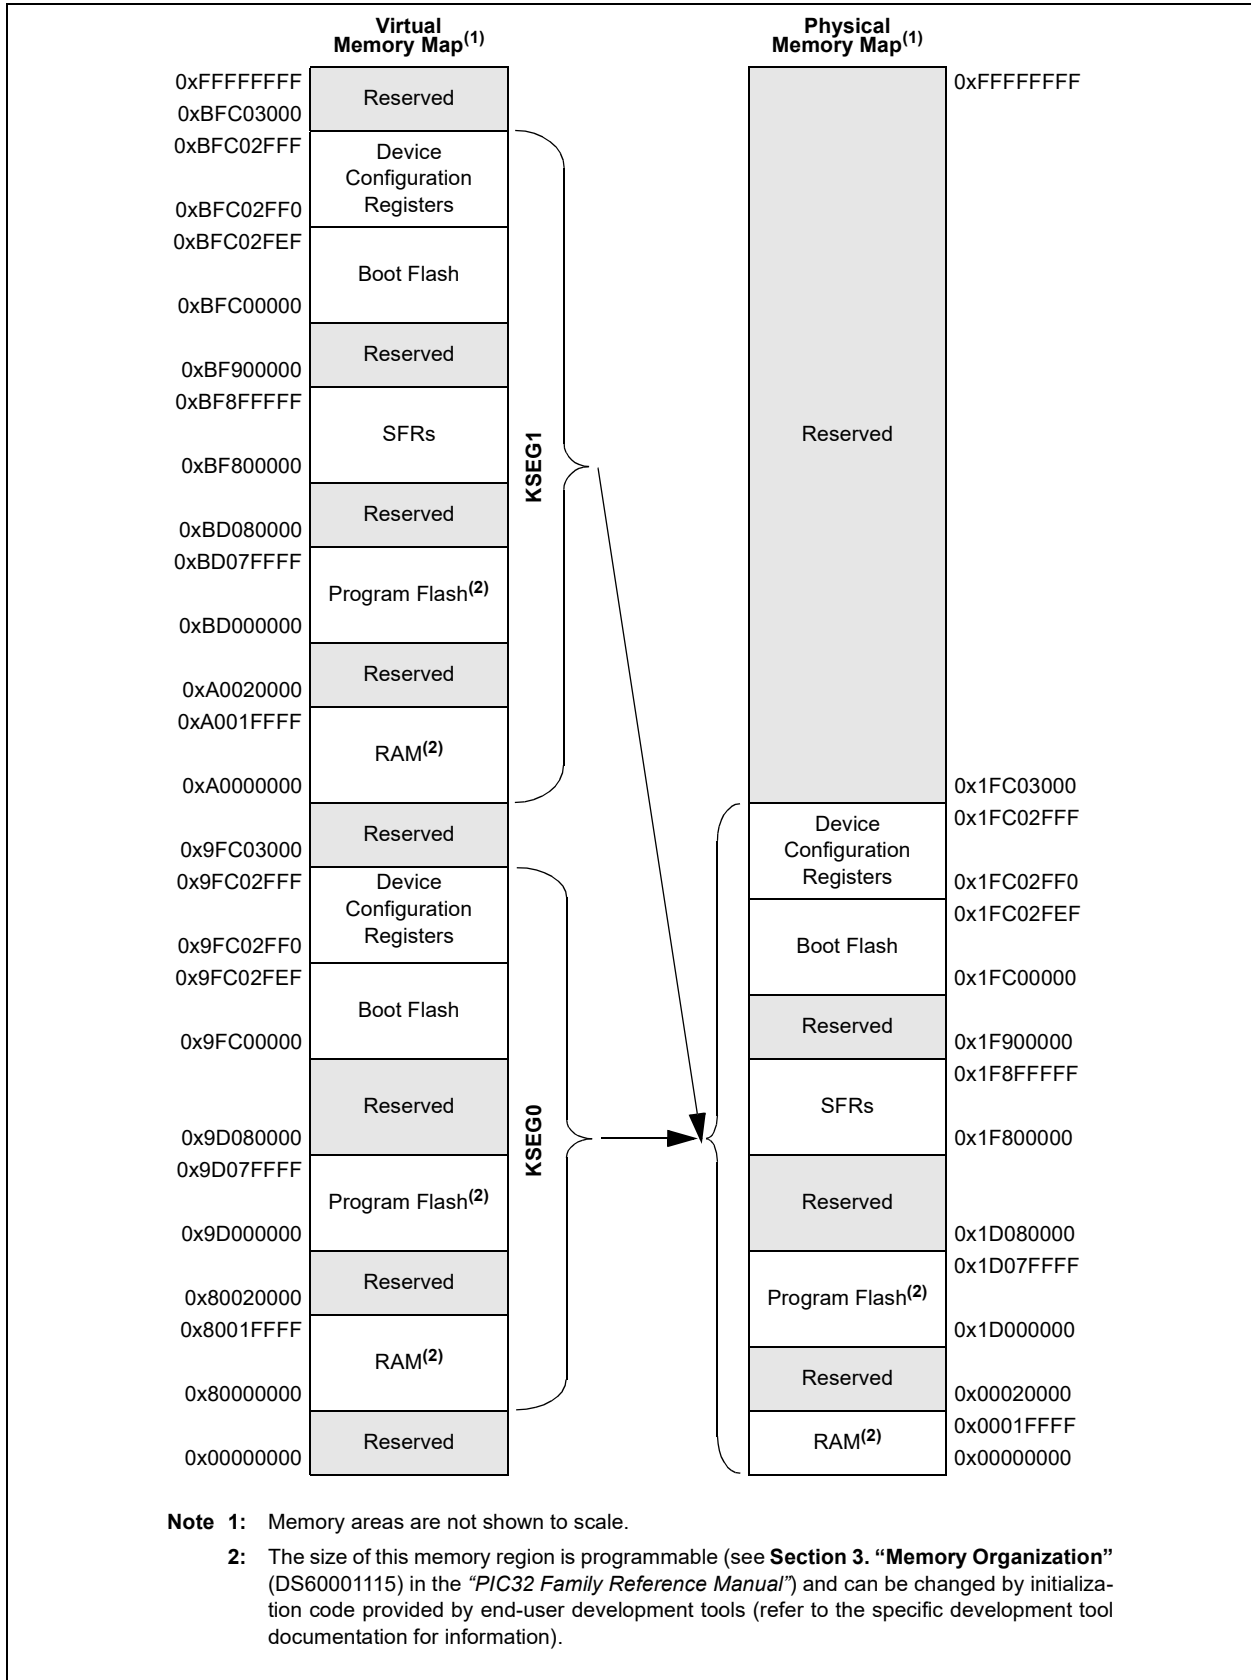 Virtual
Memory Map(1)
Physical
Memory Map(1)
0xFFFFFFFF
Reserved
0xBFC03000
0xBFC02FFF
Device
Configuration
Registers
0xBFC02FF0
0xBFC02FEF
Boot Flash
0xBFC00000
Reserved
0xBF900000
0xBF8FFFFF
SFRs
0xBF800000
Reserved
0xBD080000
0xBD07FFFF
Program Flash(2)
0xBD000000
Reserved
0xA0020000
0xA001FFFF
RAM(2)
0xA0000000
KSEG1
Reserved
0x9FC03000
0x9FC02FFF
Device
Configuration
Registers
0x9FC02FF0
0x9FC02FEF
Boot Flash
0x9FC00000
Reserved
0x9D080000
0x9D07FFFF
Program Flash(2)
0x9D000000
Reserved
0x80020000
0x8001FFFF
RAM(2)
0x80000000
KSEG0
Reserved
0x00000000
0xFFFFFFFF
Reserved
0x1FC03000
0x1FC02FFF
Device
Configuration
Registers
0x1FC02FF0
0x1FC02FEF
Boot Flash
0x1FC00000
Reserved
0x1F900000
0x1F8FFFFF
SFRs
0x1F800000
Reserved
0x1D080000
0x1D07FFFF
Program Flash(2)
0x1D000000
Reserved
0x00020000
0x0001FFFF
RAM(2)
0x00000000
Note 1: Memory areas are not shown to scale.
2: The size of this memory region is programmable (see Section 3. “Memory Organization”
(DS60001115) in the “PIC32 Family Reference Manual”) and can be changed by initializa-
tion code provided by end-user development tools (refer to the specific development tool
documentation for information).